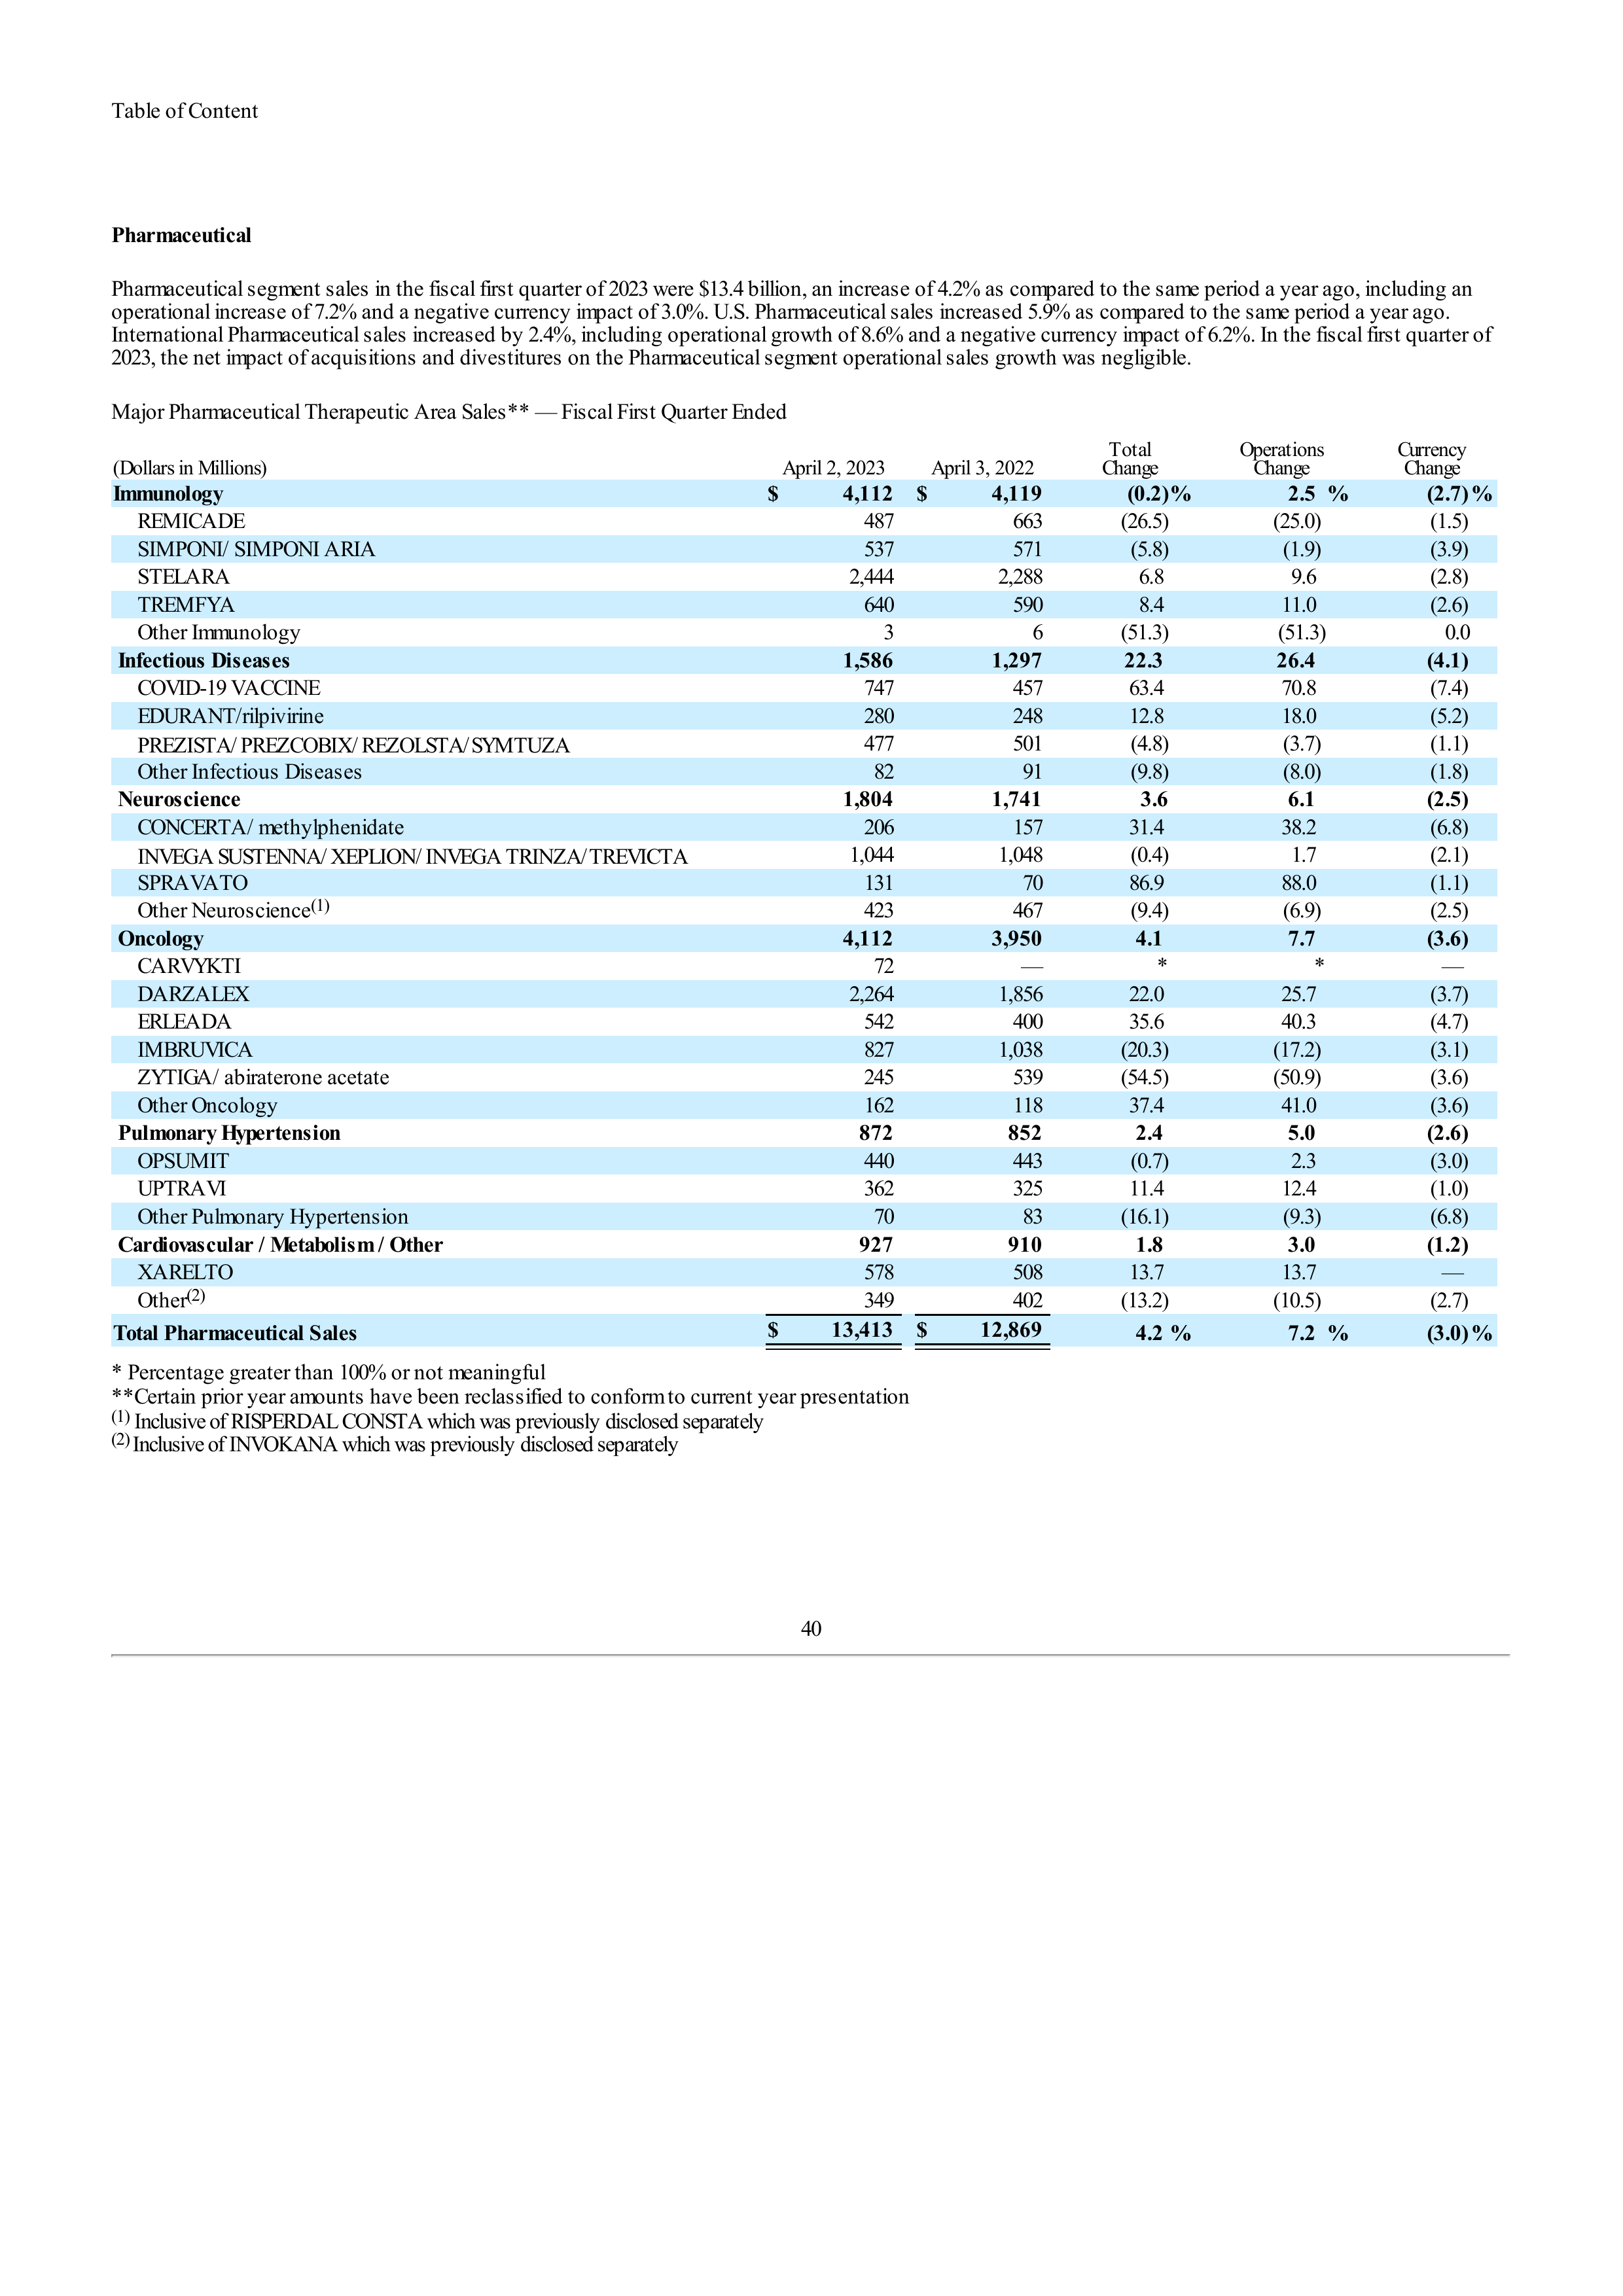 Table of Content
Pharmaceutical
Pharmaceutical segment sales in the fiscal first quarter of 2023 were $13.4 billion, an increase of 4.2% as compared to the same period a year ago, including an
operational increase of 7.2% and a negative currency impact of 3.0%. U.S. Pharmaceutical sales increased 5.9% as compared to the same period a year ago.
International Pharmaceutical sales increased by 2.4%, including operational growth of 8.6% and a negative currency impact of 6.2%. In the fiscal first quarter of
2023, the net impact of acquisitions and divestitures on the Pharmaceutical segment operational sales growth was negligible.
Major Pharmaceutical Therapeutic Area Sales** — Fiscal First Quarter Ended
(Dollars in Millions) April 2, 2023 April 3, 2022 Total Change Operations Change Currency Change
Immunology $ 4,112 $ 4,119 (0.2)% 2.5 % (2.7)%
REMICADE 487 663 (26.5) (25.0) (1.5)
SIMPONI/ SIMPONI ARIA 537 571 (5.8) (1.9) (3.9)
STELARA 2,444 2,288 6.8 9.6 (2.8)
TREMFYA 640 590 8.4 11.0 (2.6)
Other Immunology 3 6 (51.3) (51.3) 0.0
Infectious Diseases 1,586 1,297 22.3 26.4 (4.1)
COVID-19 VACCINE 747 457 63.4 70.8 (7.4)
EDURANT/rilpivirine 280 248 12.8 18.0 (5.2)
PREZISTA/ PREZCOBIX/ REZOLSTA/ SYMTUZA 477 501 (4.8) (3.7) (1.1)
Other Infectious Diseases 82 91 (9.8) (8.0) (1.8)
Neuroscience 1,804 1,741 3.6 6.1 (2.5)
CONCERTA/ methylphenidate 206 157 31.4 38.2 (6.8)
INVEGA SUSTENNA/ XEPLION/ INVEGA TRINZA/ TREVICTA 1,044 1,048 (0.4) 1.7 (2.1)
SPRAVATO 131 70 86.9 88.0 (1.1)
Other Neuroscience(1) 423 467 (9.4) (6.9) (2.5)
Oncology 4,112 3,950 4.1 7.7 (3.6)
CARVYKTI 72 — * * —
DARZALEX 2,264 1,856 22.0 25.7 (3.7)
ERLEADA 542 400 35.6 40.3 (4.7)
IMBRUVICA 827 1,038 (20.3) (17.2) (3.1)
ZYTIGA/ abiraterone acetate 245 539 (54.5) (50.9) (3.6)
Other Oncology 162 118 37.4 41.0 (3.6)
Pulmonary Hypertension 872 852 2.4 5.0 (2.6)
OPSUMIT 440 443 (0.7) 2.3 (3.0)
UPTRAVI 362 325 11.4 12.4 (1.0)
Other Pulmonary Hypertension 70 83 (16.1) (9.3) (6.8)
Cardiovascular / Metabolism / Other 927 910 1.8 3.0 (1.2)
XARELTO 578 508 13.7 13.7 —
Other(2) 349 402 (13.2) (10.5) (2.7)
Total Pharmaceutical Sales $ 13,413 $ 12,869 4.2 % 7.2 % (3.0)%
* Percentage greater than 100% or not meaningful
**Certain prior year amounts have been reclassified to conform to current year presentation
(1) Inclusive of RISPERDAL CONSTA which was previously disclosed separately
(2) Inclusive of INVOKANA which was previously disclosed separately
40